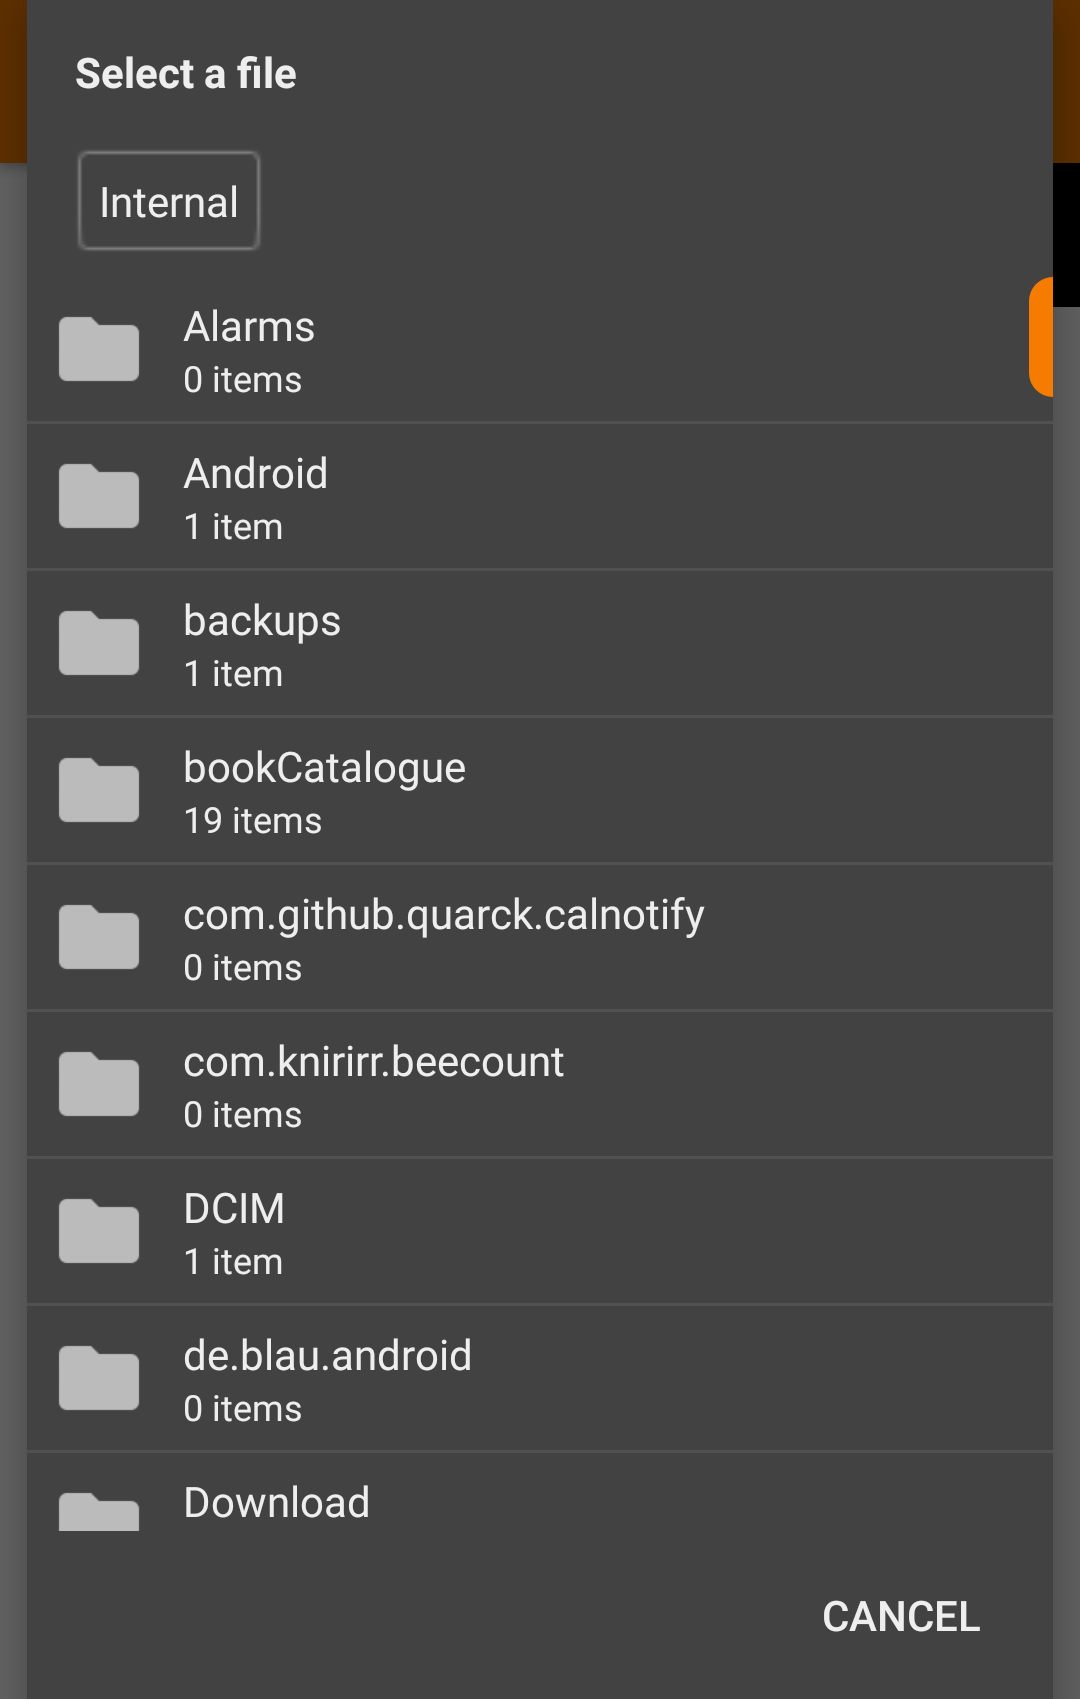 Select a file
Internal
Alarms
0 items
Android
1 item
backups
1 item
bookCatalogue
19 items
com.github.quarck.calnotify
0 items
com.knirirr.beecount
0 items
DCIM
1 item
de.blau.android
0 items
Download
CANCEL